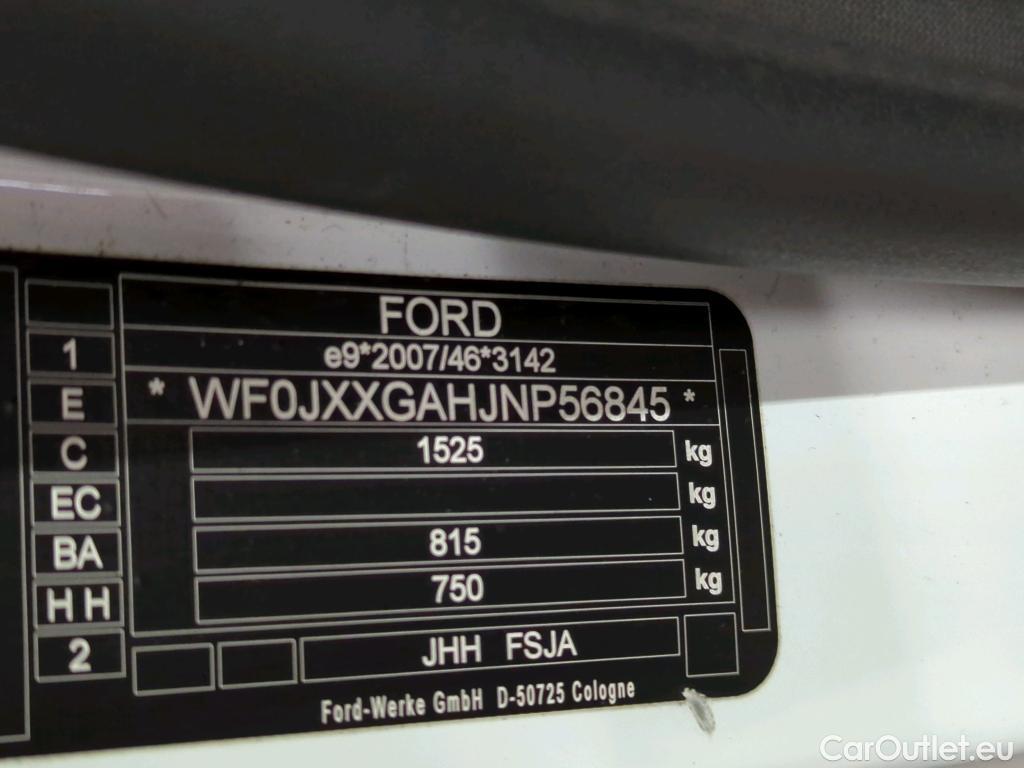 FORD
1 e9*2007/46*3142
E * WF0JXXGAHJNP56845 *
C 1525 kg
EC kg
BA 815 kg
HH 750 kg
2 JHH FSJA
Ford-Werke GmbH D-50725 Cologne
CarOutlet.eu